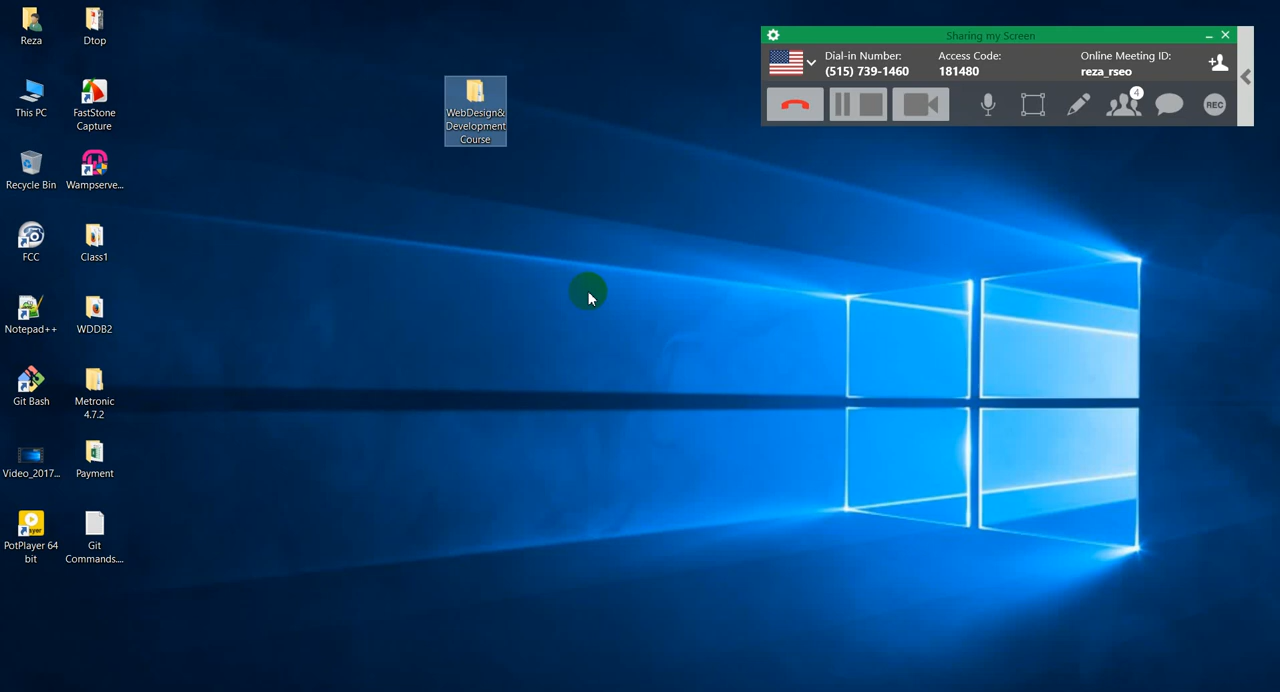 Reza
Dtop
This PC
FastStone
Capture
Recycle Bin
Wampserve...
FCC
Class1
Notepad++
WDDB2
Git Bash
Metronic
4.7.2
Video_2017...
Payment
PotPlayer 64
bit
Git
Commands....
WebDesign&
Development
Course
Sharing my Screen
Dial-in Number:
(515) 739-1460
Access Code:
181480
Online Meeting ID:
reza_rseo
4
REC